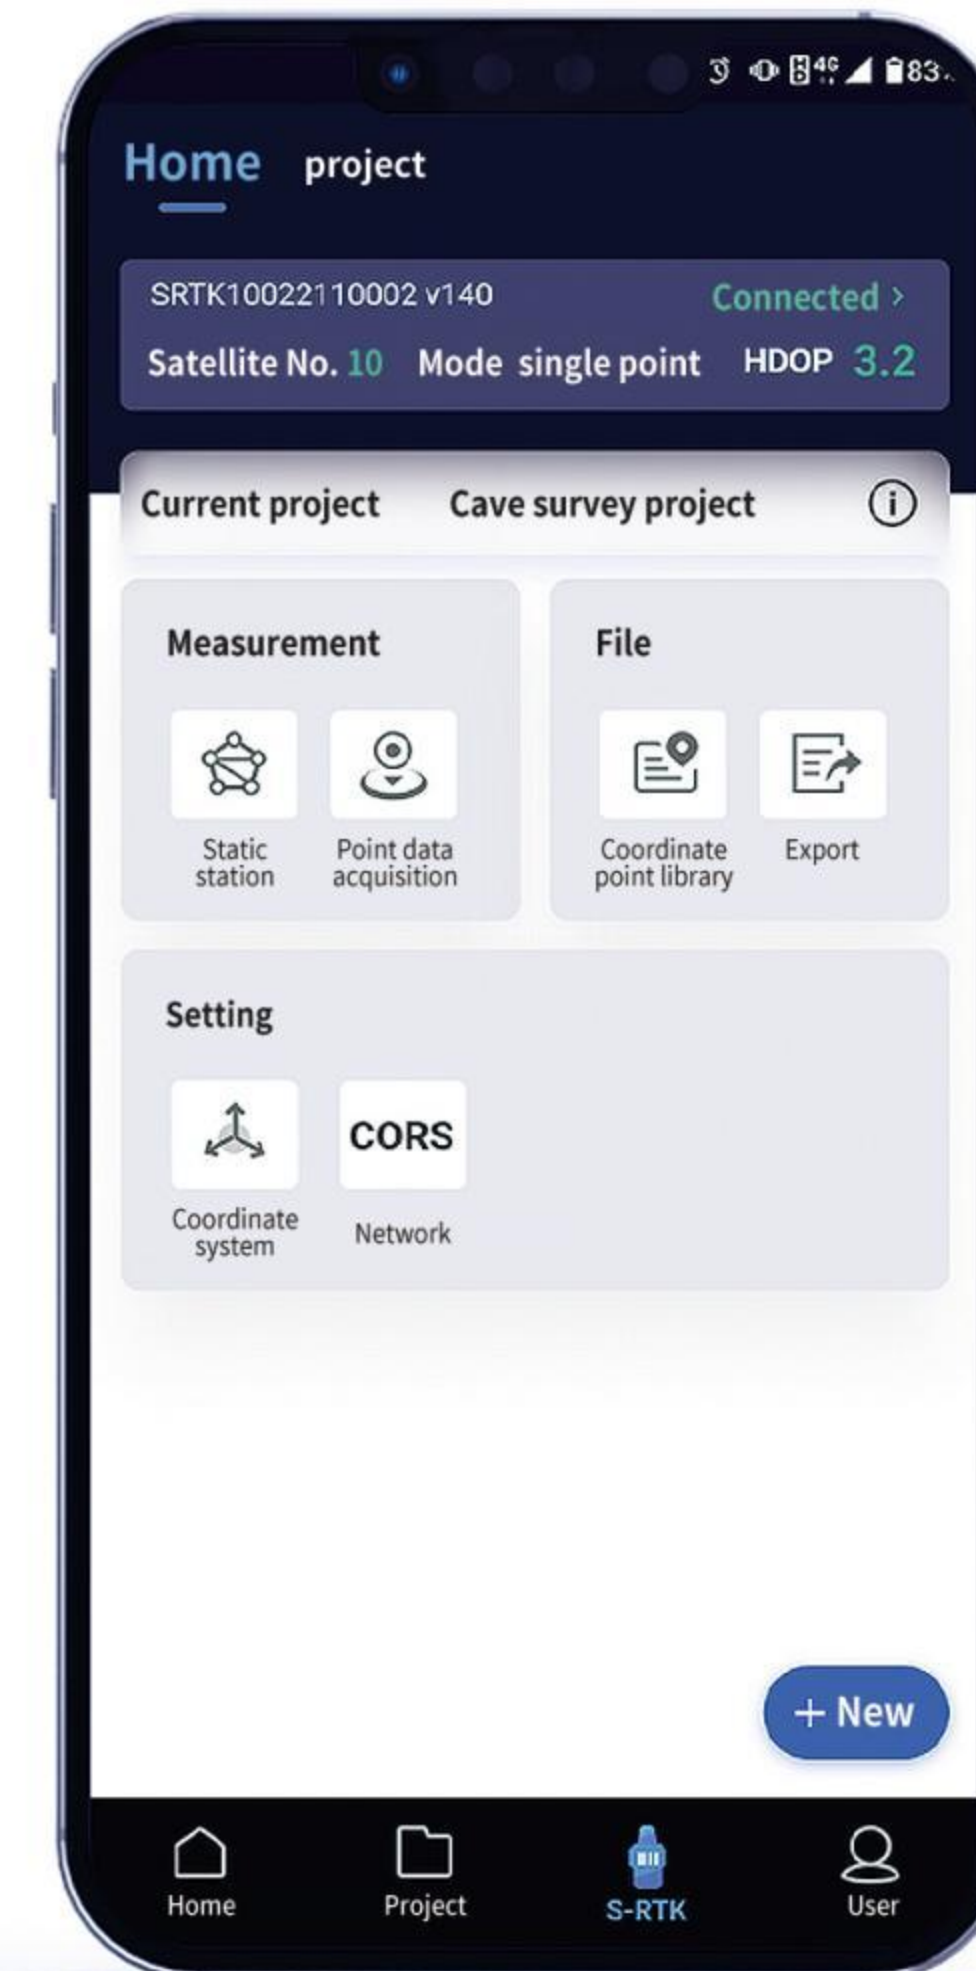 4G 83
Home project
SRTK10022110002 v140 Connected >
Satellite No. 10 Mode single point HDOP 3.2
Current project Cave survey project i
Measurement File
Static station Point data acquisition Coordinate point library Export
Setting
CORS
Coordinate system Network
+ New
Home Project S-RTK User